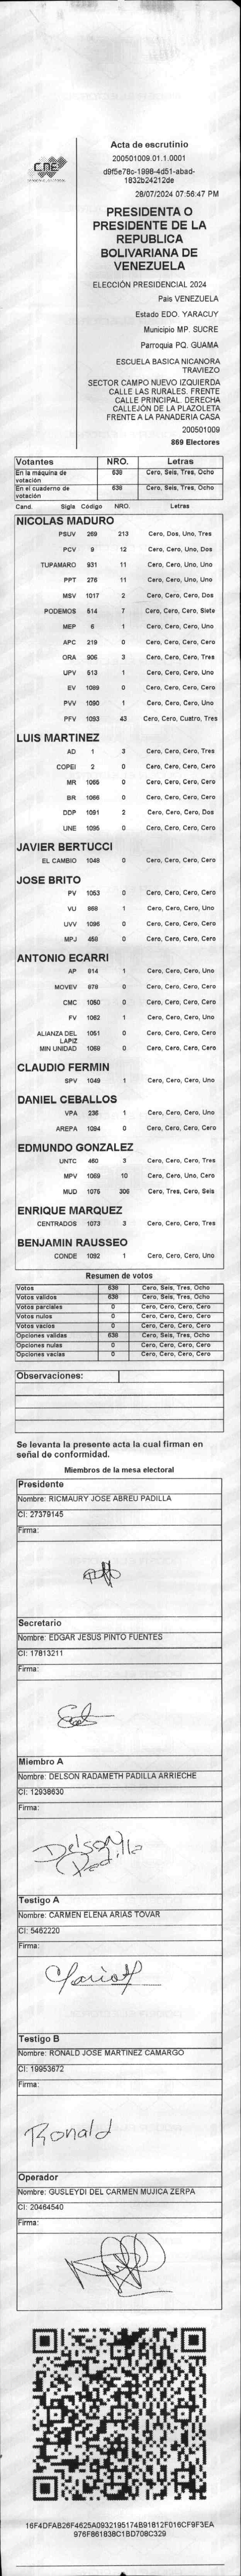 CNE
Acta de escrutinio
200501009.01.1.0001
d9f5e78c-1998-4d51-abad-
1832b24212de
28/07/2024 07:56:47 PM
PRESIDENTA O
PRESIDENTE DE LA
REPUBLICA
BOLIVARIANA DE
VENEZUELA
ELECCIÓN PRESIDENCIAL 2024
Pais VENEZUELA
Estado EDO. YARACUY
Municipio MP. SUCRE
Parroquia PQ. GUAMA
ESCUELA BASICA NICANORA
TRAVIEZO
SECTOR CAMPO NUEVO IZQUIERDA
CALLE LAS RURALES. FRENTE
CALLE PRINCIPAL. DERECHA
CALLEJÓN DE LA PLAZOLETA
FRENTE A LA PANADERIA CASA
200501009
869 Electores
Votantes NRO. Letras
En la máquina de votación 638 Cero, Seis, Tres, Ocho
En el cuaderno de votación 638 Cero, Seis, Tres, Ocho
Cand. Sigla Código NRO. Letras
NICOLAS MADURO
PSUV 269 213 Cero, Dos, Uno, Tres
PCV 9 12 Cero, Cero, Uno, Dos
TUPAMARO 931 11 Cero, Cero, Uno, Uno
PPT 276 11 Cero, Cero, Uno, Uno
MSV 1017 2 Cero, Cero, Cero, Dos
PODEMOS 514 7 Cero, Cero, Cero, Siete
MEP 6 1 Cero, Cero, Cero, Uno
APC 219 0 Cero, Cero, Cero, Cero
ORA 906 3 Cero, Cero, Cero, Tres
UPV 513 1 Cero, Cero, Cero, Uno
EV 1089 0 Cero, Cero, Cero, Cero
PVV 1090 1 Cero, Cero, Cero, Uno
PFV 1093 43 Cero, Cero, Cuatro, Tres
LUIS MARTINEZ
AD 1 3 Cero, Cero, Cero, Tres
COPEI 2 0 Cero, Cero, Cero, Cero
MR 1065 0 Cero, Cero, Cero, Cero
BR 1066 0 Cero, Cero, Cero, Cero
DDP 1091 2 Cero, Cero, Cero, Dos
UNE 1095 0 Cero, Cero, Cero, Cero
JAVIER BERTUCCI
EL CAMBIO 1048 0 Cero, Cero, Cero, Cero
JOSE BRITO
PV 1053 0 Cero, Cero, Cero, Cero
VU 868 1 Cero, Cero, Cero, Uno
UVV 1096 0 Cero, Cero, Cero, Cero
MPJ 458 0 Cero, Cero, Cero, Cero
ANTONIO ECARRI
AP 814 1 Cero, Cero, Cero, Uno
MOVEV 878 0 Cero, Cero, Cero, Cero
CMC 1050 0 Cero, Cero, Cero, Cero
FV 1062 1 Cero, Cero, Cero, Uno
ALIANZA DEL LAPIZ 1051 0 Cero, Cero, Cero, Cero
MIN UNIDAD 1069 0 Cero, Cero, Cero, Cero
CLAUDIO FERMIN
SPV 1049 1 Cero, Cero, Cero, Uno
DANIEL CEBALLOS
VPA 236 1 Cero, Cero, Cero, Uno
AREPA 1094 0 Cero, Cero, Cero, Cero
EDMUNDO GONZALEZ
UNTC 460 3 Cero, Cero, Cero, Tres
MPV 1069 10 Cero, Cero, Uno, Cero
MUD 1075 306 Cero, Tres, Cero, Seis
ENRIQUE MARQUEZ
CENTRADOS 1073 3 Cero, Cero, Cero, Tres
BENJAMIN RAUSSEO
CONDE 1092 1 Cero, Cero, Cero, Uno
Resumen de votos
Votos 638 Cero, Seis, Tres, Ocho
Votos validos 638 Cero, Seis, Tres, Ocho
Votos parciales 0 Cero, Cero, Cero, Cero
Votos nulos 0 Cero, Cero, Cero, Cero
Votos vacios 0 Cero, Cero, Cero, Cero
Opciones validas 638 Cero, Seis, Tres, Ocho
Opciones nulas 0 Cero, Cero, Cero, Cero
Opciones vacias 0 Cero, Cero, Cero, Cero
Observaciones:
Se levanta la presente acta la cual firman en
señal de conformidad.
Miembros de la mesa electoral
Presidente
Nombre: RICMAURY JOSE ABREU PADILLA
CI: 27379145
Firma:
Secretario
Nombre: EDGAR JESUS PINTO FUENTES
CI: 17813211
Firma:
Miembro A
Nombre: DELSON RADAMETH PADILLA ARRIECHE
CI: 12938630
Firma:
Delson
Padilla
Testigo A
Nombre: CARMEN ELENA ARIAS TOVAR
CI: 5462220
Firma:
Testigo B
Nombre: RONALD JOSE MARTINEZ CAMARGO
CI: 19953672
Firma:
Ronald
Operador
Nombre: GUSLEYDI DEL CARMEN MUJICA ZERPA
CI: 20464540
Firma:
16F4DFAB26F4625A0932195174B91812F016CF9F3EA
976F861838C1BD708C329